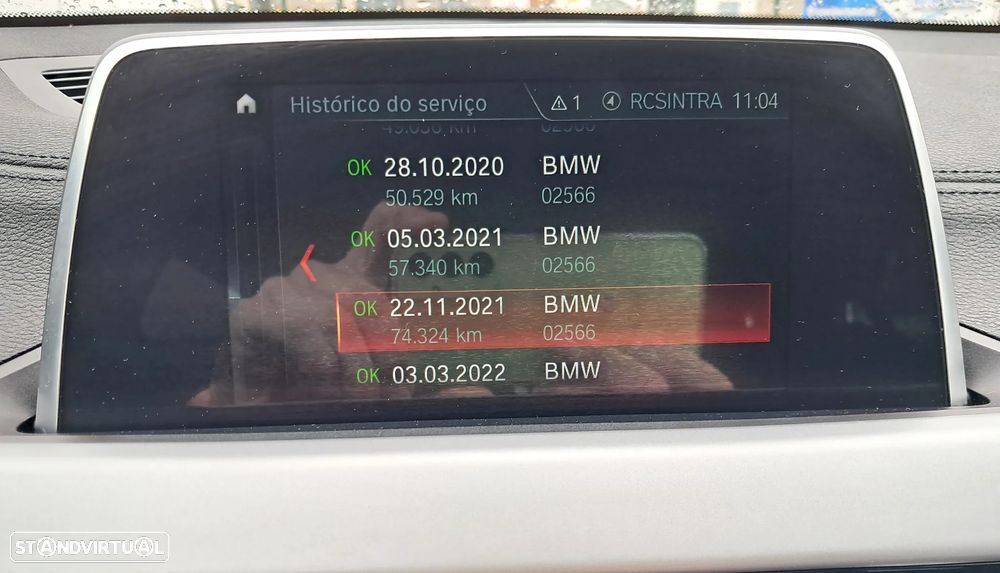 Histórico do serviço 1 RCSINTRA 11:04
OK 28.10.2020 BMW
50.529 km 02566
OK 05.03.2021 BMW
57.340 km 02566
OK 22.11.2021 BMW
74.324 km 02566
OK 03.03.2022 BMW
STANDVIRTUAL